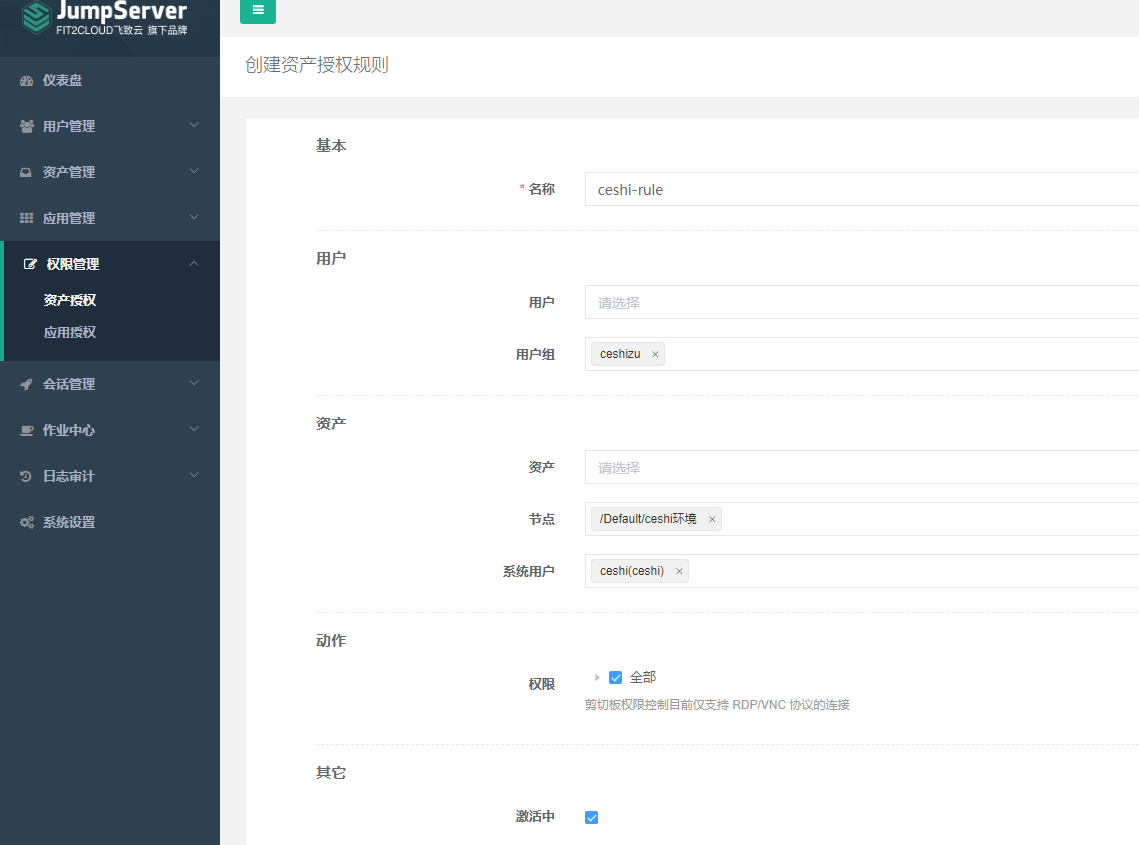 JumpServer
FIT2CLOUD飞致云 旗下品牌
仪表盘
用户管理
资产管理
应用管理
权限管理
资产授权
应用授权
会话管理
作业中心
日志审计
系统设置
创建资产授权规则
基本
* 名称 ceshi-rule
用户
用户 请选择
用户组 ceshizu ×
资产
资产 请选择
节点 /Default/ceshi环境 ×
系统用户 ceshi(ceshi) ×
动作
权限 全部
剪切板权限控制目前仅支持 RDP/VNC 协议的连接
其它
激活中